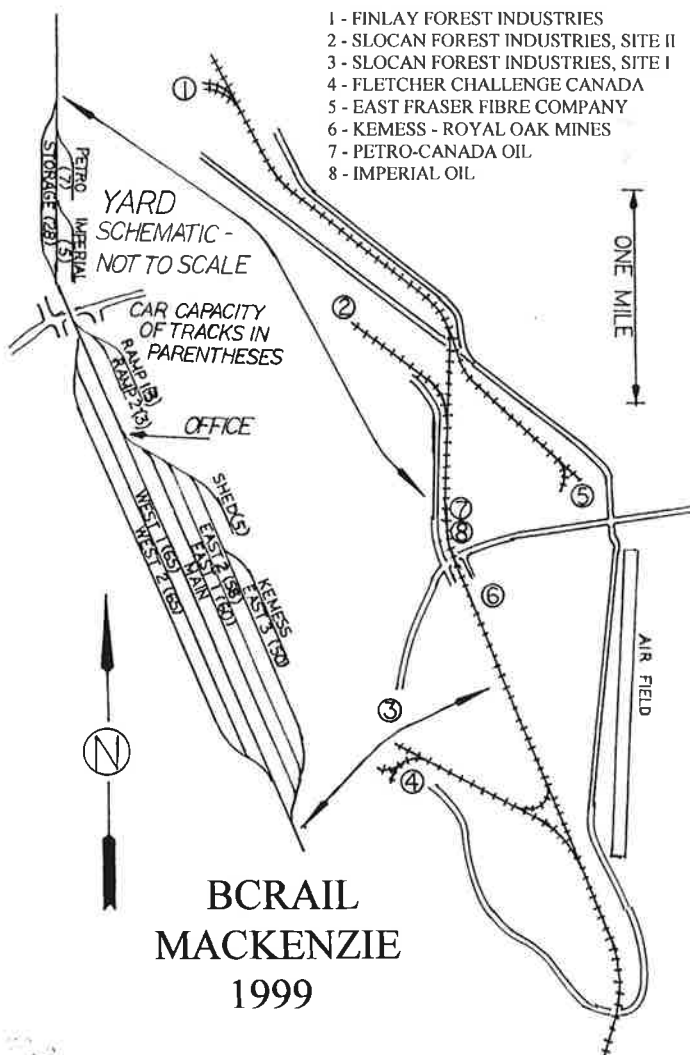 1 - FINLAY FOREST INDUSTRIES
2 - SLOCAN FOREST INDUSTRIES, SITE II
3 - SLOCAN FOREST INDUSTRIES, SITE I
4 - FLETCHER CHALLENGE CANADA
5 - EAST FRASER FIBRE COMPANY
6 - KEMESS - ROYAL OAK MINES
7 - PETRO-CANADA OIL
8 - IMPERIAL OIL
1
PETRO
(7)
STORAGE (28)
IMPERIAL
(5)
YARD
SCHEMATIC -
NOT TO SCALE
ONE MILE
CAR CAPACITY
OF TRACKS IN
PARENTHESES
2
RAMP 1(3)
RAMP 2(3)
OFFICE
SHED(5)
5
7
8
WEST 1 (65)
WEST 2 (65)
EAST 2 (58)
EAST 1 (60)
MAIN
KEMESS
EAST 3 (50)
6
AIR FIELD
3
N
4
BCRAIL
MACKENZIE
1999